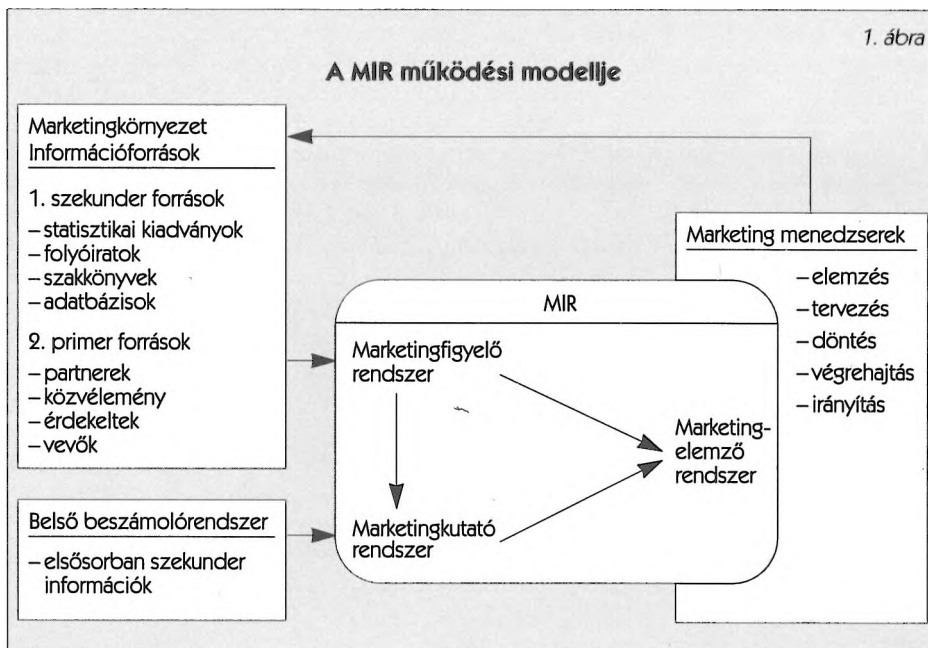 1. ábra
A MIR működési modellje
Marketingkörnyezet
Információforrások
1. szekunder források
–statisztikai kiadványok
–folyóiratok
–szakkönyvek
–adatbázisok
2. primer források
–partnerek
–közvélemény
–érdekeltek
–vevők
Belső beszámolórendszer
–elsősorban szekunder
információk
MIR
Marketingfigyelő
rendszer
Marketingkutató
rendszer
Marketing-
elemző
rendszer
Marketing menedzserek
–elemzés
–tervezés
–döntés
–végrehajtás
–irányítás